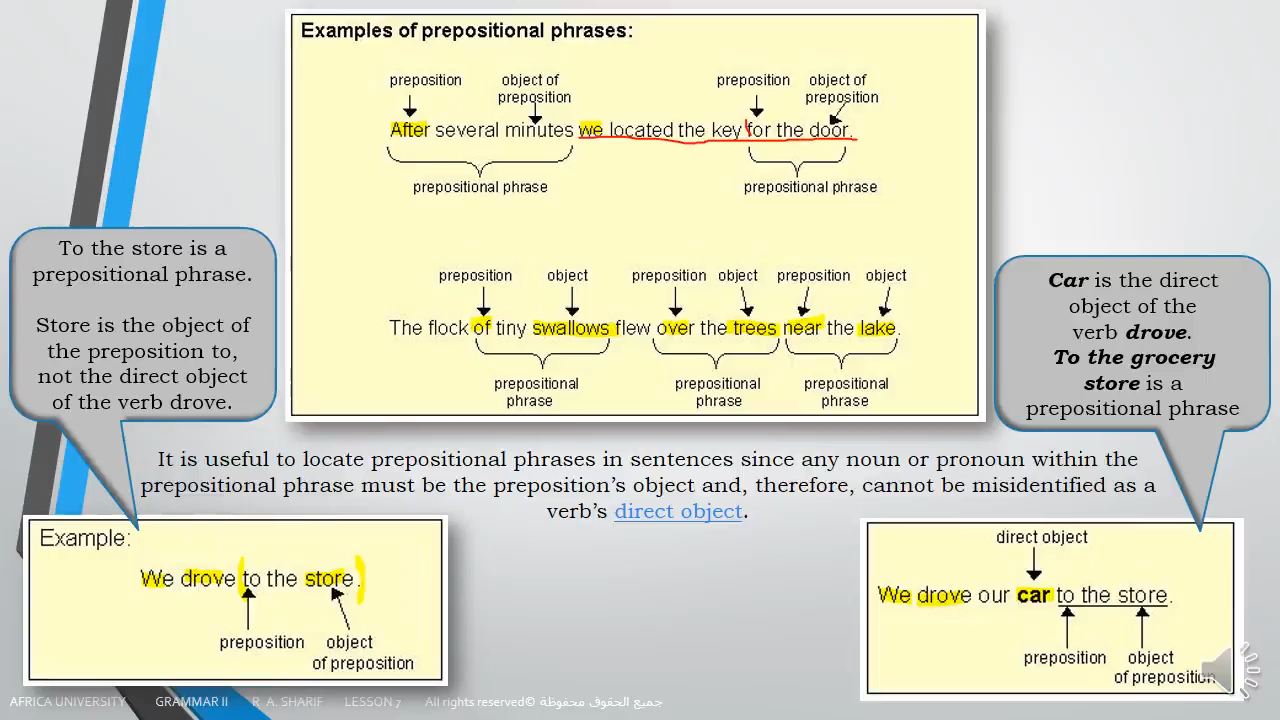 Examples of prepositional phrases:
preposition object of preposition preposition object of preposition
After several minutes we located the key for the door.
prepositional phrase prepositional phrase
preposition object preposition object preposition object
The flock of tiny swallows flew over the trees near the lake.
prepositional phrase prepositional phrase prepositional phrase
To the store is a
prepositional phrase.
Store is the object of
the preposition to,
not the direct object
of the verb drove.
Car is the direct
object of the
verb drove.
To the grocery
store is a
prepositional phrase
It is useful to locate prepositional phrases in sentences since any noun or pronoun within the
prepositional phrase must be the preposition’s object and, therefore, cannot be misidentified as a
verb’s direct object.
Example:
We drove to the store.
preposition object
of preposition
direct object
We drove our car to the store.
preposition object
of preposition
AFRICA UNIVERSITY GRAMMAR II R. A. SHARIF LESSON 7 All rights reserved© جميع الحقوق محفوظة